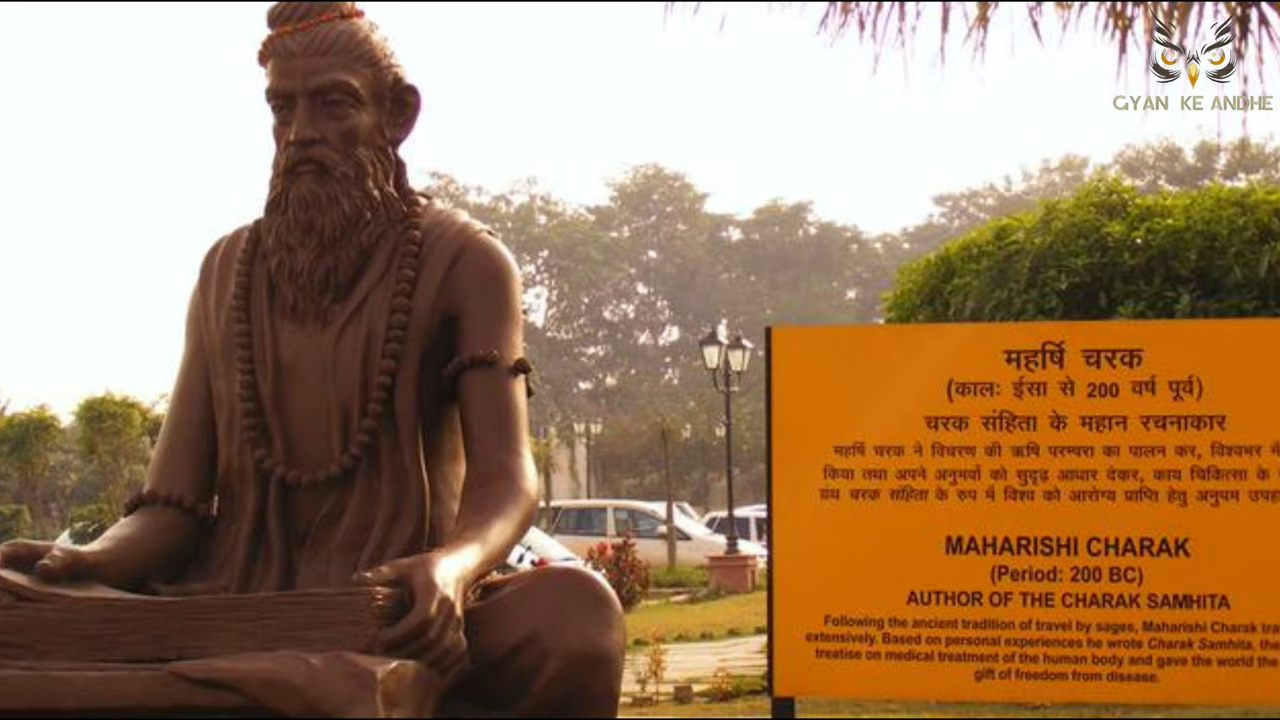 GYAN KE ANDHE
महर्षि चरक
(कालः ईसा से 200 वर्ष पूर्व)
चरक संहिता के महान रचनाकार
महर्षि चरक ने विचरण की ऋषि परम्परा का पालन कर, विश्वभर में
किया तथा अपने अनुभवों को सुदृढ़ आधार देकर, काय चिकित्सा के
ग्रंथ चरक संहिता के रुप में विश्व को आरोग्य प्राप्ति हेतु अनुपम
MAHARISHI CHARAK
(Period: 200 BC)
AUTHOR OF THE CHARAK SAMHITA
Following the ancient tradition of travel by sages, Maharishi Charak
extensively. Based on personal experiences he wrote Charak Samhita,
treatise on medical treatment of the human body and gave the world the
gift of freedom from disease.